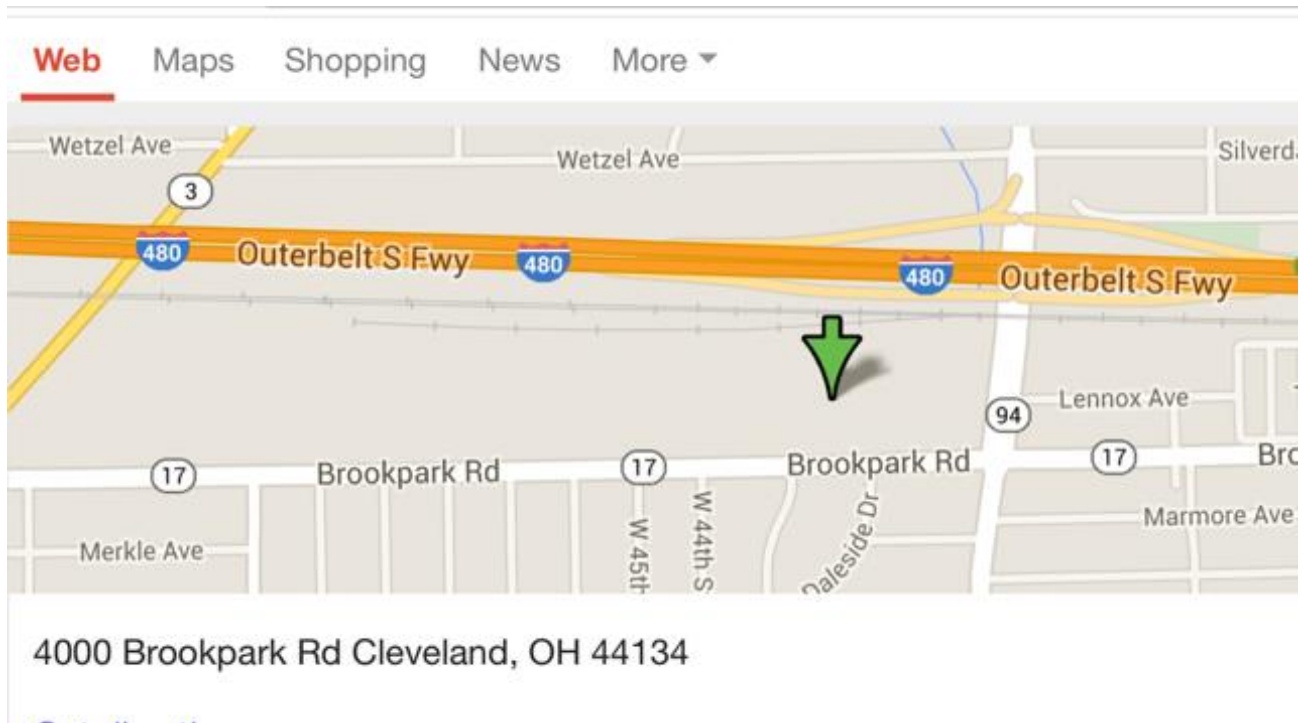 Web Maps Shopping News More
Wetzel Ave
Wetzel Ave
Silverd
3
480
Outerbelt S Fwy
480
480
Outerbelt S Fwy
Lennox Ave
94
17
Brookpark Rd
17
Brookpark Rd
17
Bro
Marmore Ave
Merkle Ave
W 45th
W 44th S
Daleside Dr
4000 Brookpark Rd Cleveland, OH 44134